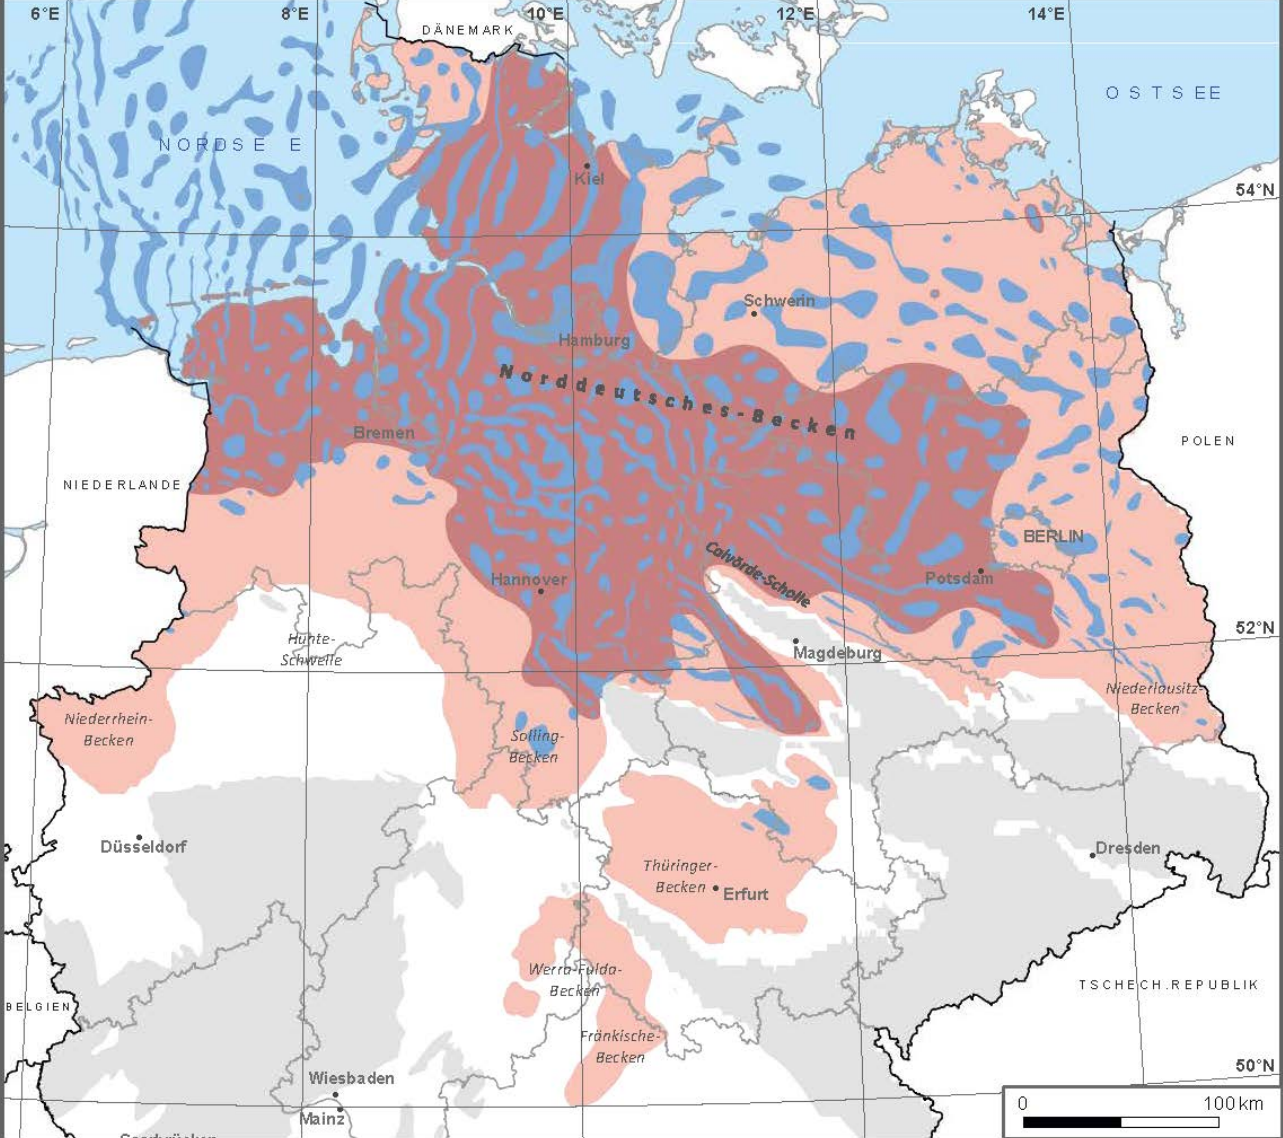 6°E
8°E
10°E
12°E
14°E
DÄNEMARK
OSTSEE
NORDSEE
54°N
Kiel
Schwerin
Hamburg
Norddeutsches-Becken
Bremen
POLEN
NIEDERLANDE
BERLIN
Calvörde-Scholle
Hannover
Potsdam
52°N
Hunte-
Schwelle
Magdeburg
Niederlausitz-
Becken
Niederrhein-
Becken
Solling-
Becken
Düsseldorf
Dresden
Thüringer-
Becken
Erfurt
Werra-Fulda-
Becken
TSCHECH.REPUBLIK
BELGIEN
Fränkische-
Becken
50°N
Wiesbaden
Mainz
0
100 km